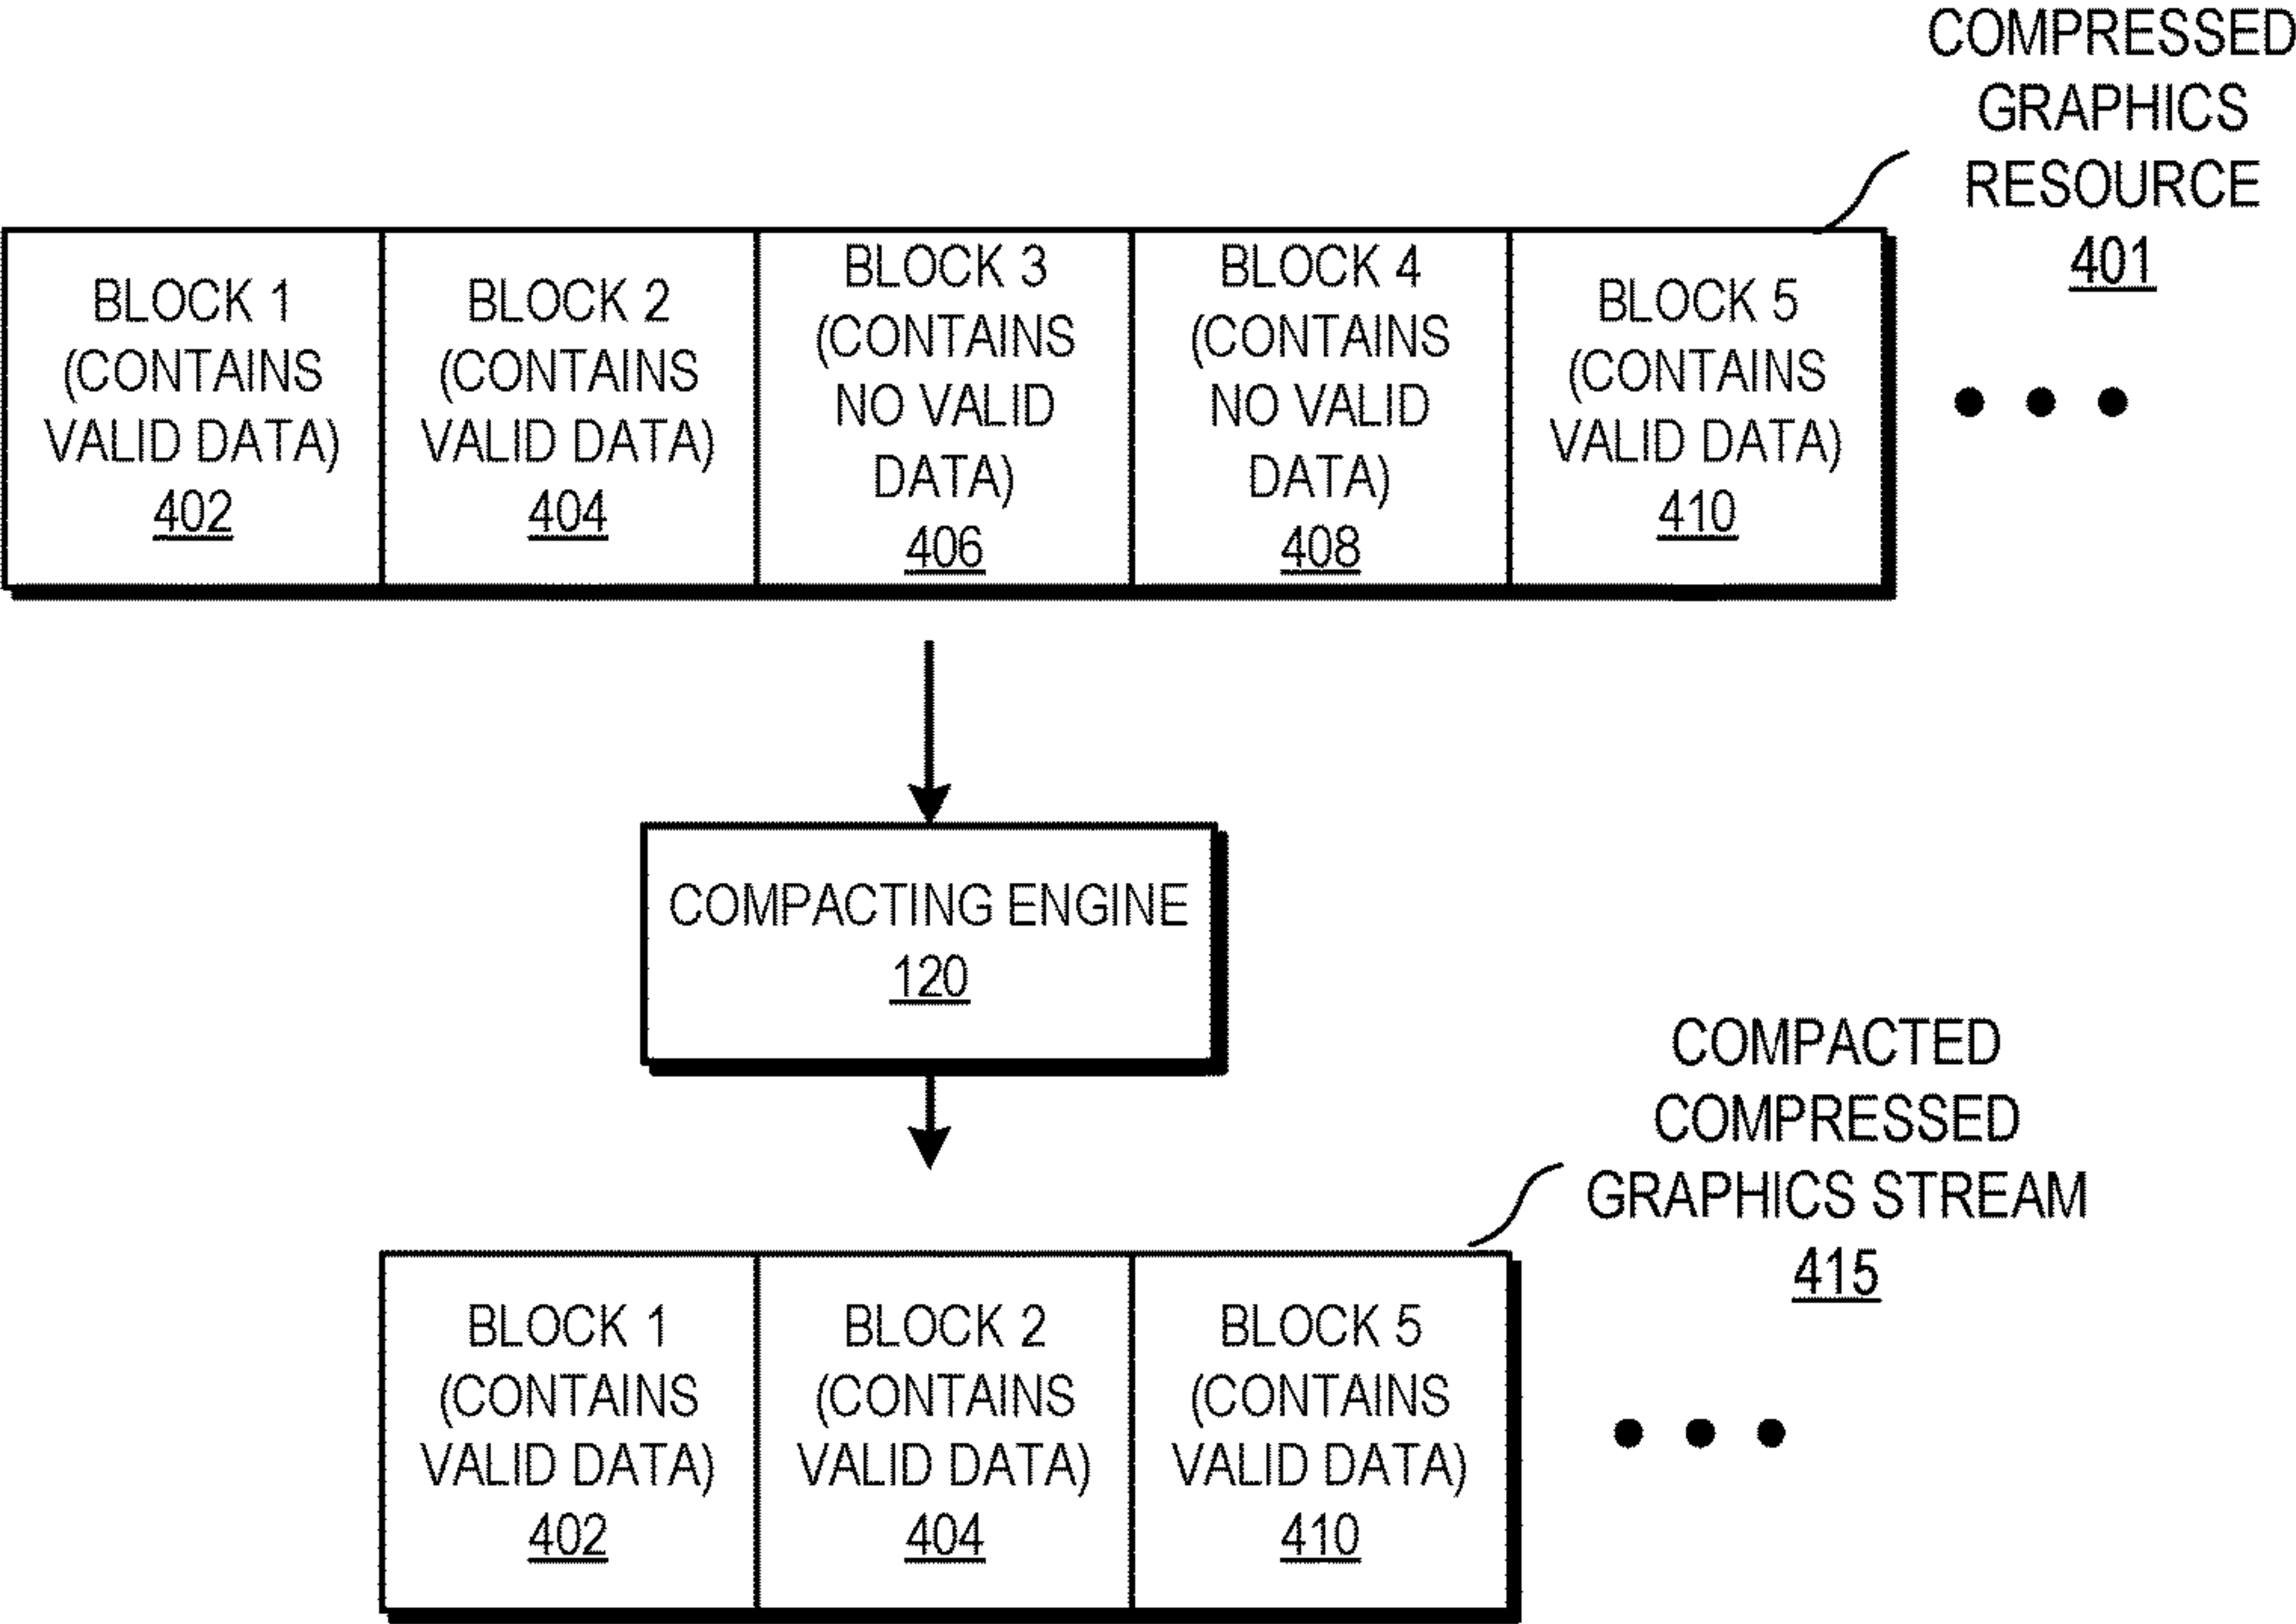 COMPRESSED
GRAPHICS
RESOURCE
401
BLOCK 1
(CONTAINS
VALID DATA)
402
BLOCK 2
(CONTAINS
VALID DATA)
404
BLOCK 3
(CONTAINS
NO VALID
DATA)
406
BLOCK 4
(CONTAINS
NO VALID
DATA)
408
BLOCK 5
(CONTAINS
VALID DATA)
410
COMPACTING ENGINE
120
COMPACTED
COMPRESSED
GRAPHICS STREAM
415
BLOCK 1
(CONTAINS
VALID DATA)
402
BLOCK 2
(CONTAINS
VALID DATA)
404
BLOCK 5
(CONTAINS
VALID DATA)
410